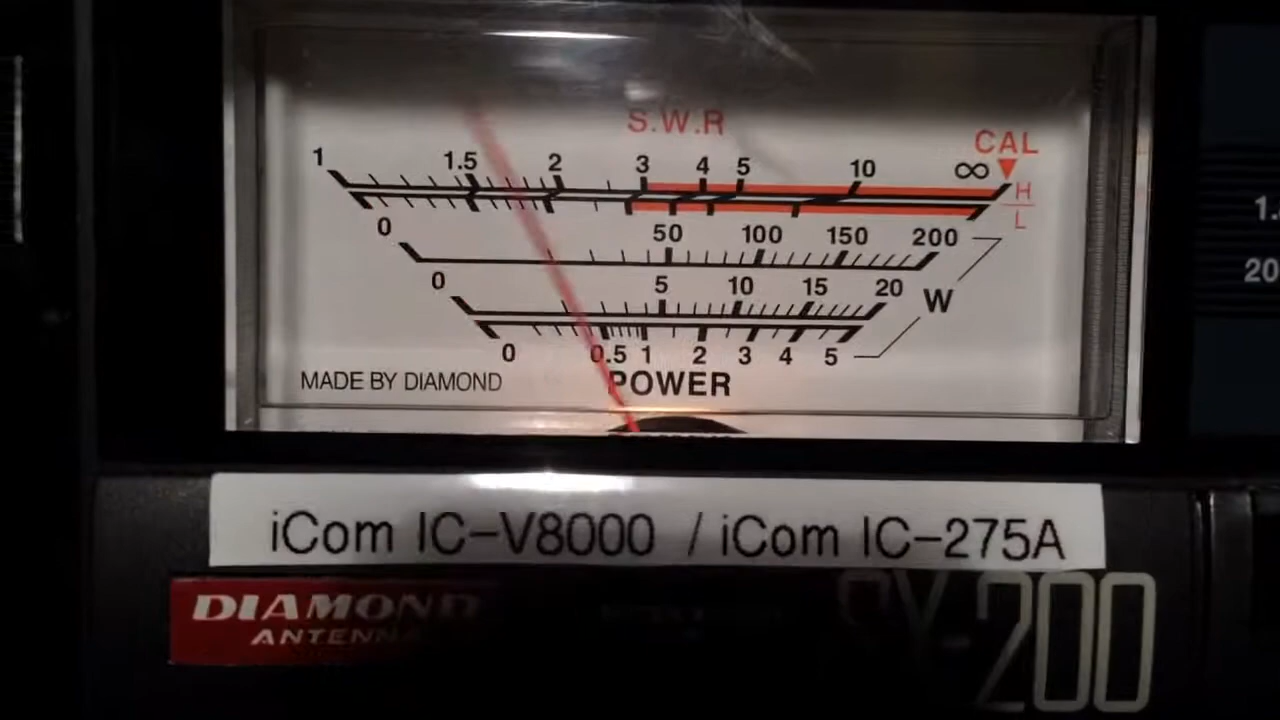 S.W.R
CAL
1 1.5 2 3 4 5 10 ∞
H
L
0 50 100 150 200
0 5 10 15 20 W
0 0.5 1 2 3 4 5
MADE BY DIAMOND POWER
iCom IC-V8000 / iCom IC-275A
DIAMOND
ANTENNA
SX-200
1.
20